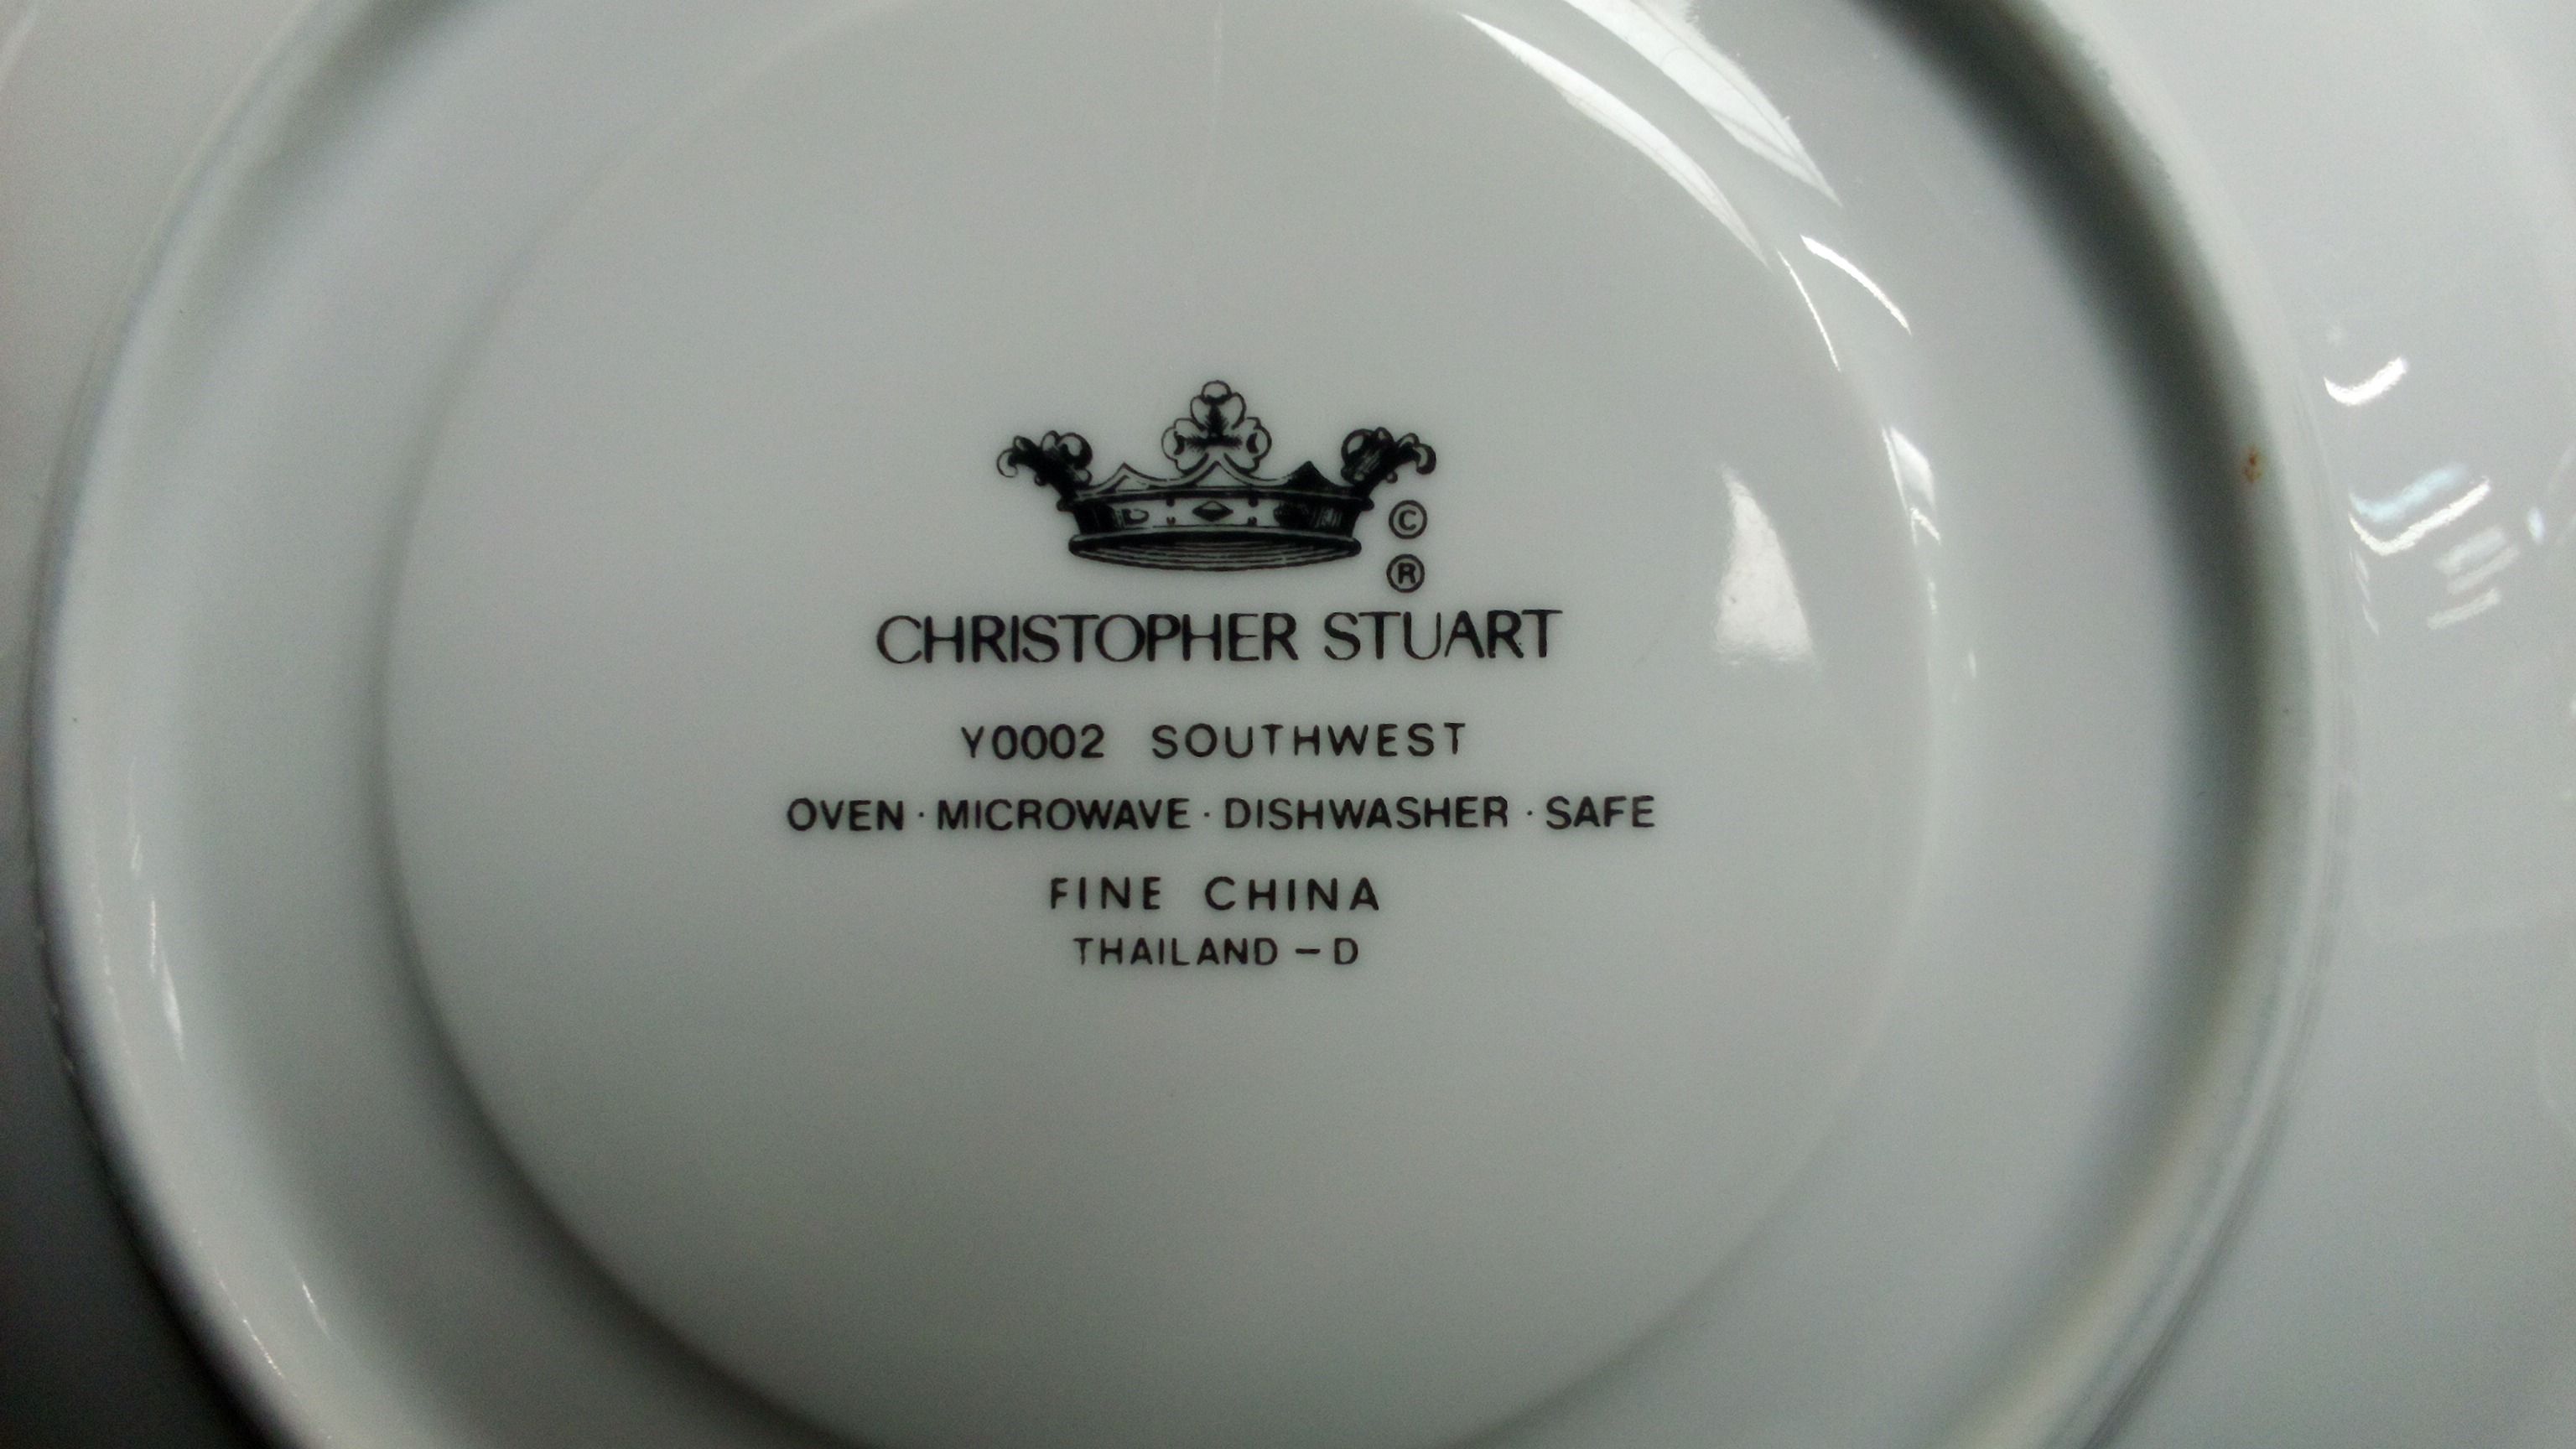 ©
®
CHRISTOPHER STUART
Y0002 SOUTHWEST
OVEN · MICROWAVE · DISHWASHER · SAFE
FINE CHINA
THAILAND – D